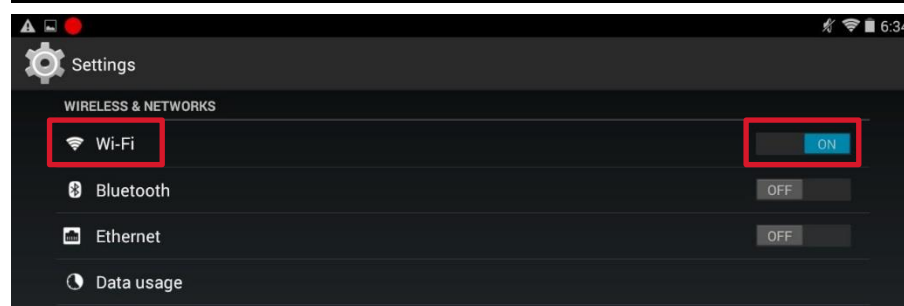 6:34
Settings
WIRELESS & NETWORKS
Wi-Fi ON
Bluetooth OFF
Ethernet OFF
Data usage